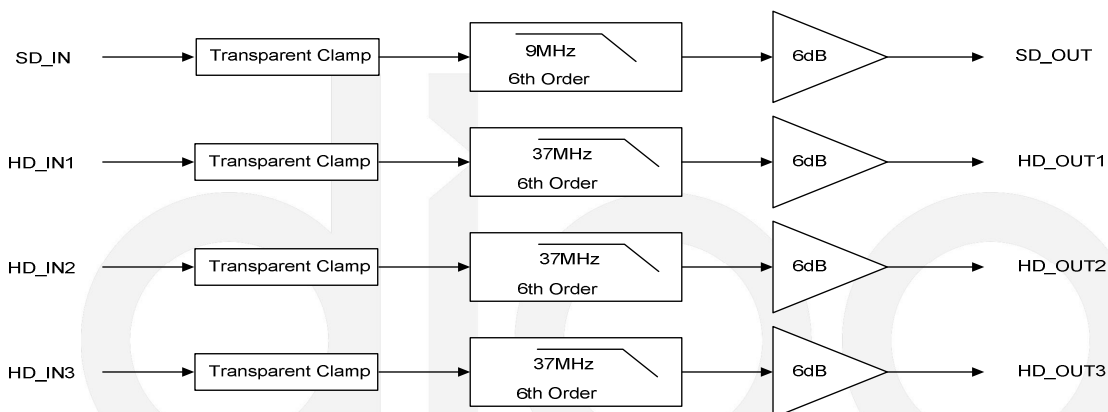 SD_IN
Transparent Clamp
9MHz
6th Order
6dB
SD_OUT
HD_IN1
Transparent Clamp
37MHz
6th Order
6dB
HD_OUT1
HD_IN2
Transparent Clamp
37MHz
6th Order
6dB
HD_OUT2
HD_IN3
Transparent Clamp
37MHz
6th Order
6dB
HD_OUT3